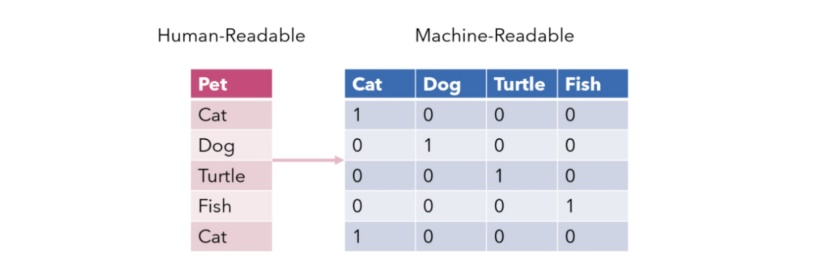 Human-Readable Machine-Readable
Pet Cat Dog Turtle Fish
Cat 1 0 0 0
Dog 0 1 0 0
Turtle 0 0 1 0
Fish 0 0 0 1
Cat 1 0 0 0